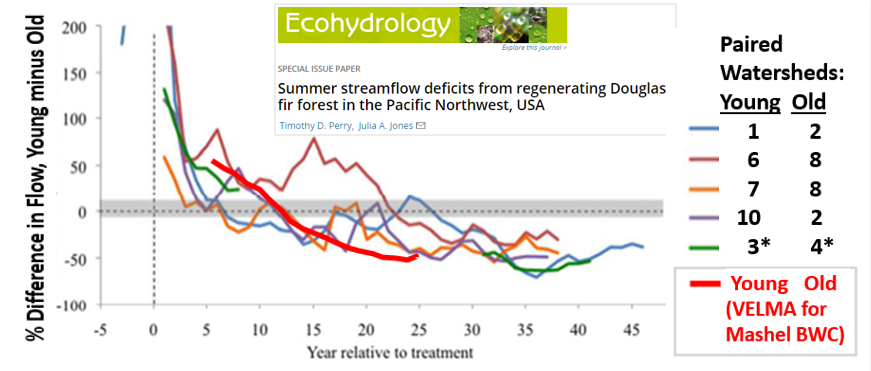 Ecohydrology
Explore this journal >
SPECIAL ISSUE PAPER
Summer streamflow deficits from regenerating Douglas
fir forest in the Pacific Northwest, USA
Timothy D. Perry, Julia A. Jones
% Difference in Flow, Young minus Old
200
150
100
50
0
-50
-100
-5 0 5 10 15 20 25 30 35 40 45
Year relative to treatment
Paired
Watersheds:
Young Old
1 2
6 8
7 8
10 2
3* 4*
Young Old
(VELMA for
Mashel BWC)